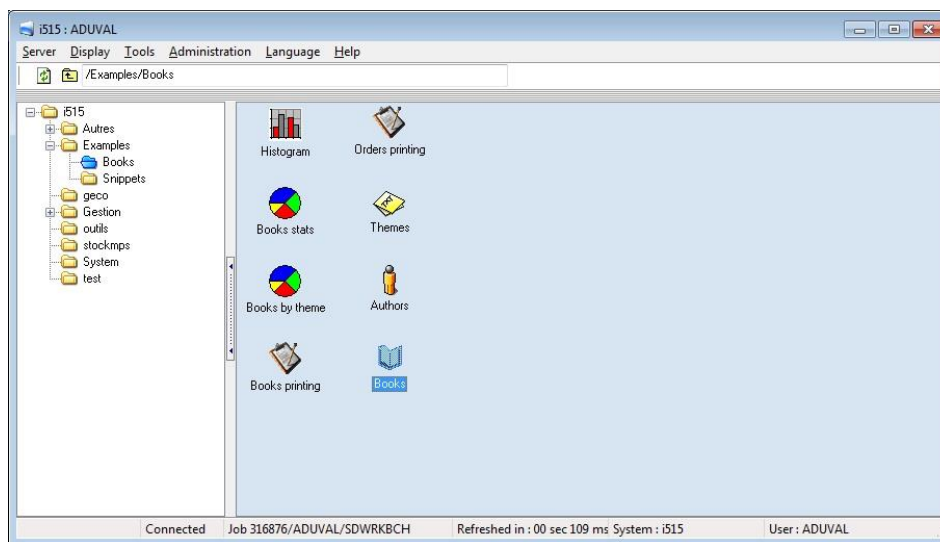 i515 : ADUVAL
Server Display Tools Administration Language Help
/Examples/Books
i515
Autres
Examples
Books
Snippets
geco
Gestion
outils
stockmps
System
test
Histogram
Orders printing
Books stats
TXT
Themes
Books by theme
Authors
Books printing
Books
Connected
Job 316876/ADUVAL/SDWRKBCH
Refreshed in : 00 sec 109 ms
System : i515
User : ADUVAL